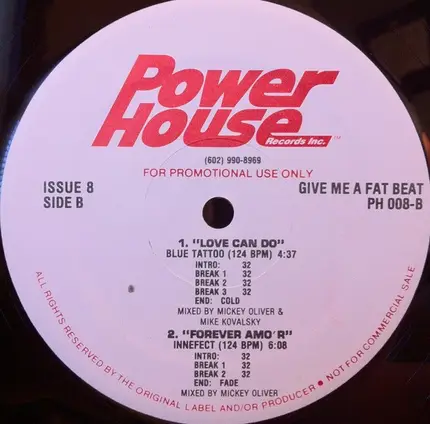 Power
House
Records Inc.™
(602) 990-8969
FOR PROMOTIONAL USE ONLY
ISSUE 8
SIDE B
GIVE ME A FAT BEAT
PH 008-B
1. "LOVE CAN DO"
BLUE TATTOO (124 BPM) 4:37
INTRO: 32
BREAK 1 32
BREAK 2 32
BREAK 3 32
END: COLD
MIXED BY MICKEY OLIVER &
MIKE KOVALSKY
2. "FOREVER AMO'R"
INNEFECT (124 BPM) 6:08
INTRO: 32
BREAK 1 32
BREAK 2 32
END: FADE
MIXED BY MICKEY OLIVER
ALL RIGHTS RESERVED BY THE ORIGINAL LABEL AND/OR PRODUCER • NOT FOR COMMERCIAL SALE